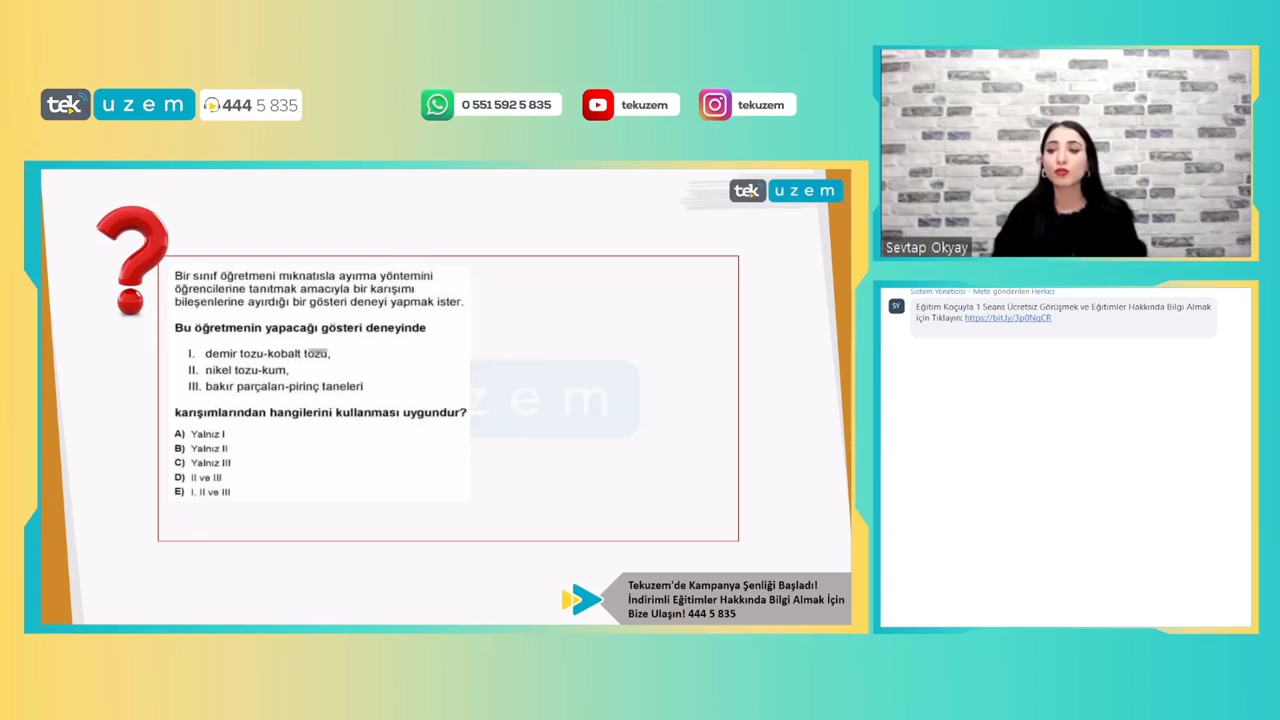 tek uzem 444 5 835
0 551 592 5 835
tekuzem
tekuzem
tek uzem
Bir sınıf öğretmeni mıknatısla ayırma yöntemini
öğrencilerine tanıtmak amacıyla bir karışımı
bileşenlerine ayırdığı bir gösteri deneyi yapmak ister.
Bu öğretmenin yapacağı gösteri deneyinde
I. demir tozu-kobalt tozu,
II. nikel tozu-kum,
III. bakır parçaları-pirinç taneleri
karışımlarından hangilerini kullanması uygundur?
A) Yalnız I
B) Yalnız II
C) Yalnız III
D) II ve III
E) I, II ve III
zem
Tekuzem'de Kampanya Şenliği Başladı!
İndirimli Eğitimler Hakkında Bilgi Almak İçin
Bize Ulaşın! 444 5 835
Sevtap Okyay
Sistem Yöneticisi - Mete gönderilen Herkes
SY
Eğitim Koçuyla 1 Seans Ücretsiz Görüşmek ve Eğitimler Hakkında Bilgi Almak
için Tıklayın: https://bit.ly/3p0NqCR